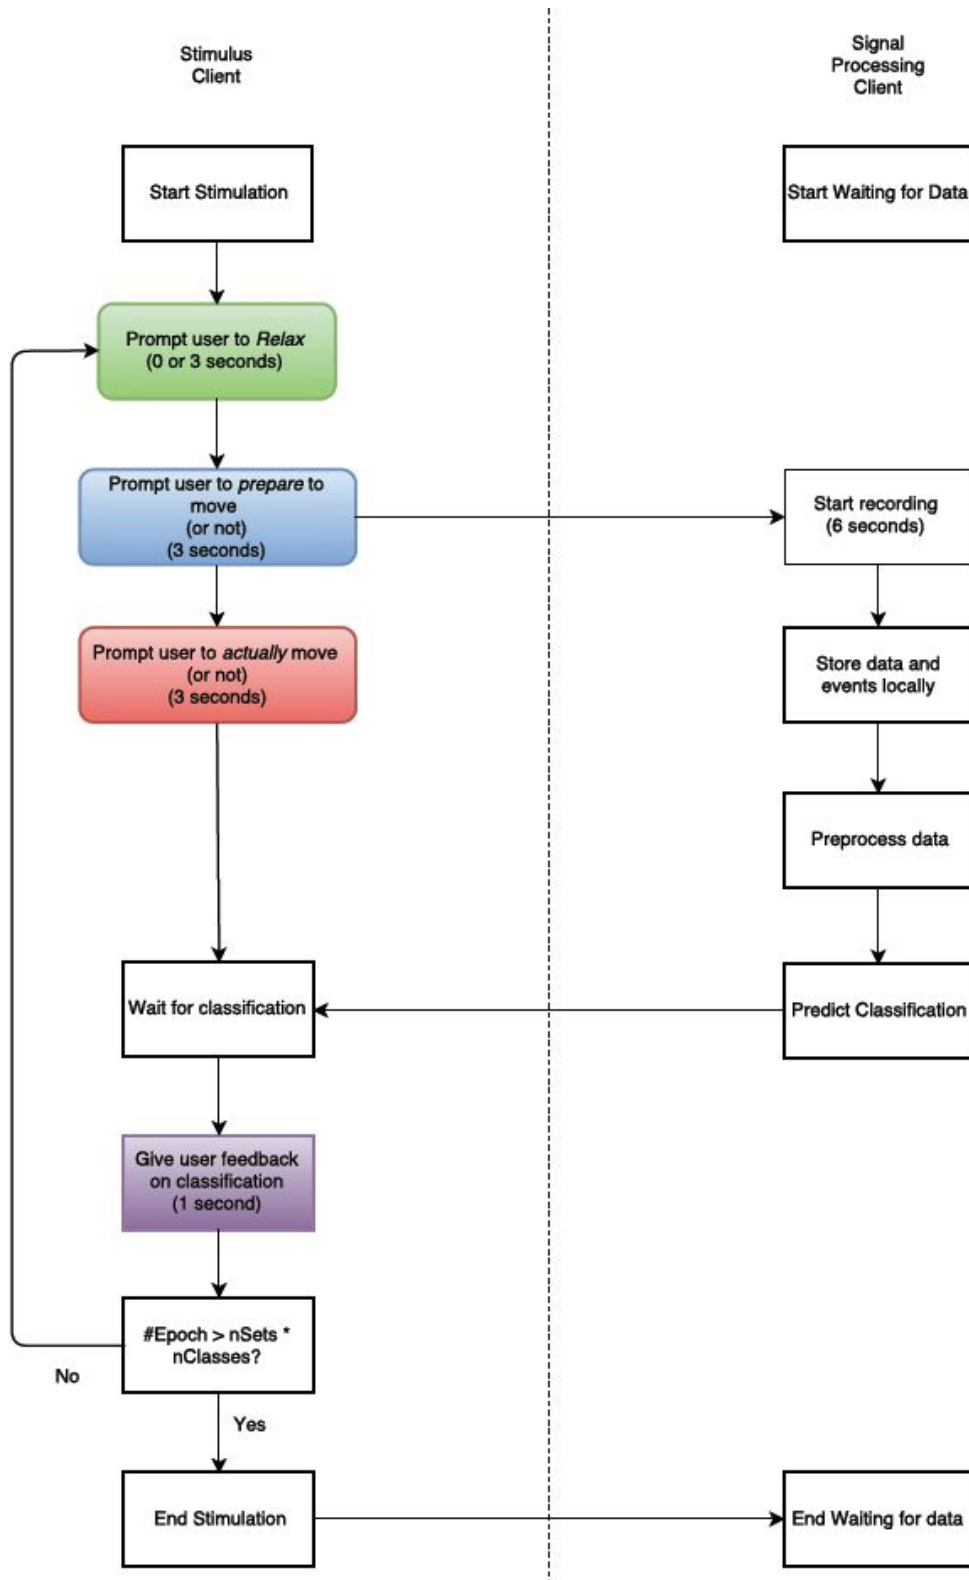 Stimulus
Client
Signal
Processing
Client
Start Stimulation
Start Waiting for Data
Prompt user to Relax
(0 or 3 seconds)
Prompt user to prepare to
move
(or not)
(3 seconds)
Start recording
(6 seconds)
Prompt user to actually move
(or not)
(3 seconds)
Store data and
events locally
Preprocess data
Wait for classification
Predict Classification
Give user feedback
on classification
(1 second)
#Epoch > nSets *
nClasses?
No
Yes
End Stimulation
End Waiting for data